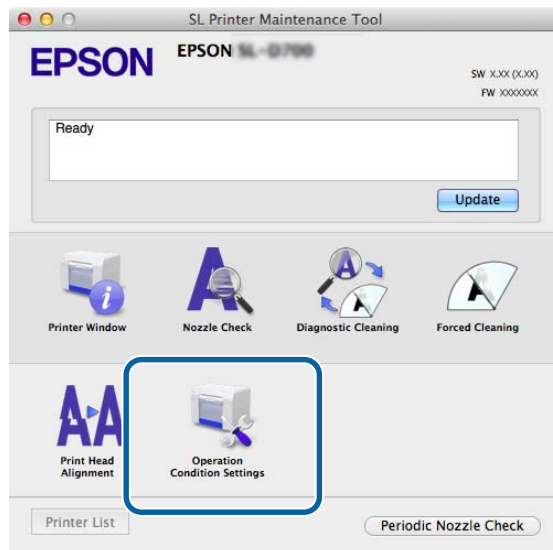 SL Printer Maintenance Tool
EPSON
EPSON
SW X.XX (X.XX)
FW XXXXXXX
Ready
Update
Printer Window
Nozzle Check
Diagnostic Cleaning
Forced Cleaning
Print Head
Alignment
Operation
Condition Settings
Printer List
Periodic Nozzle Check